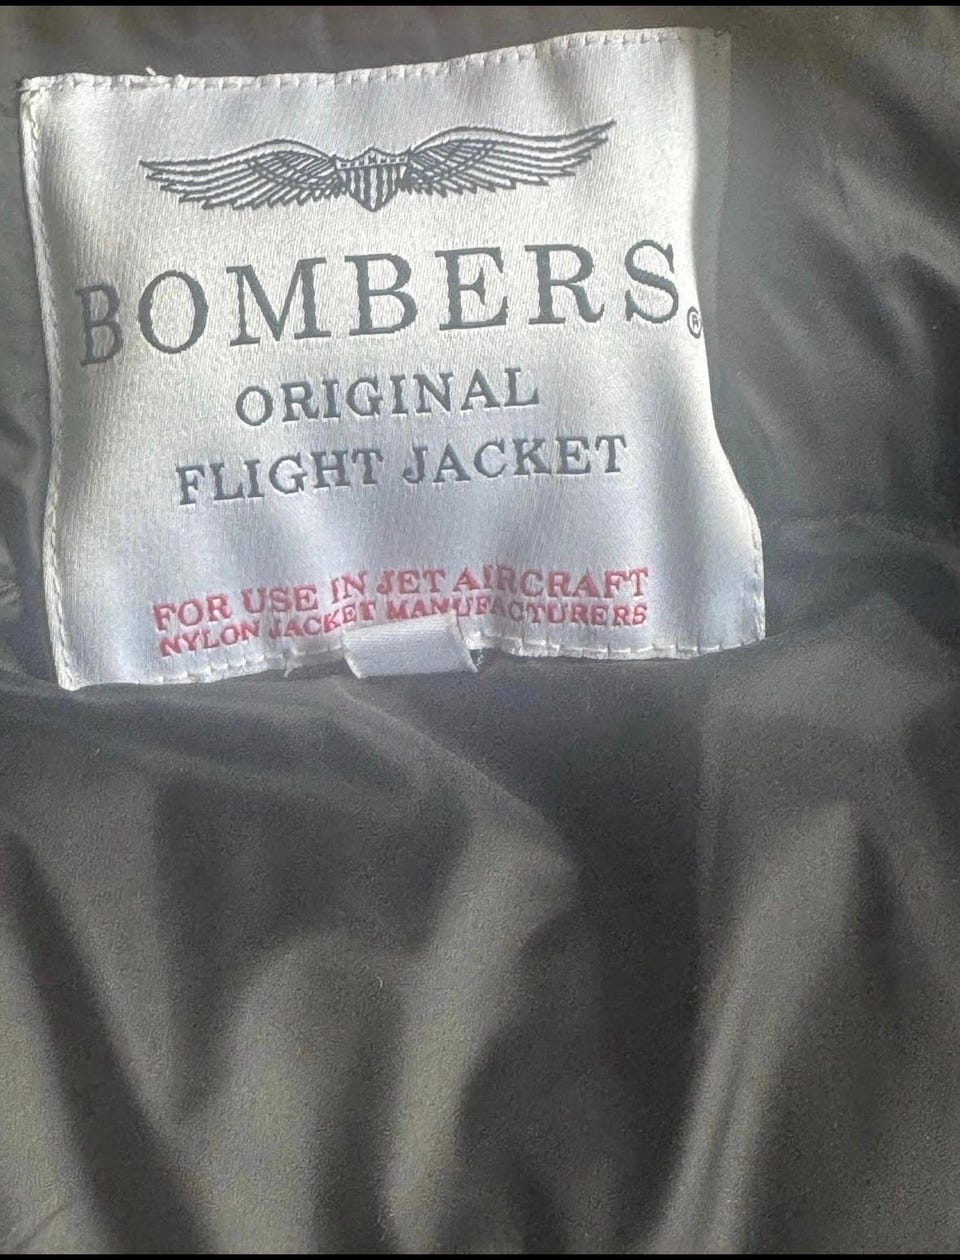 BOMBERS®
ORIGINAL
FLIGHT JACKET
FOR USE IN JET AIRCRAFT
NYLON JACKET MANUFACTURERS